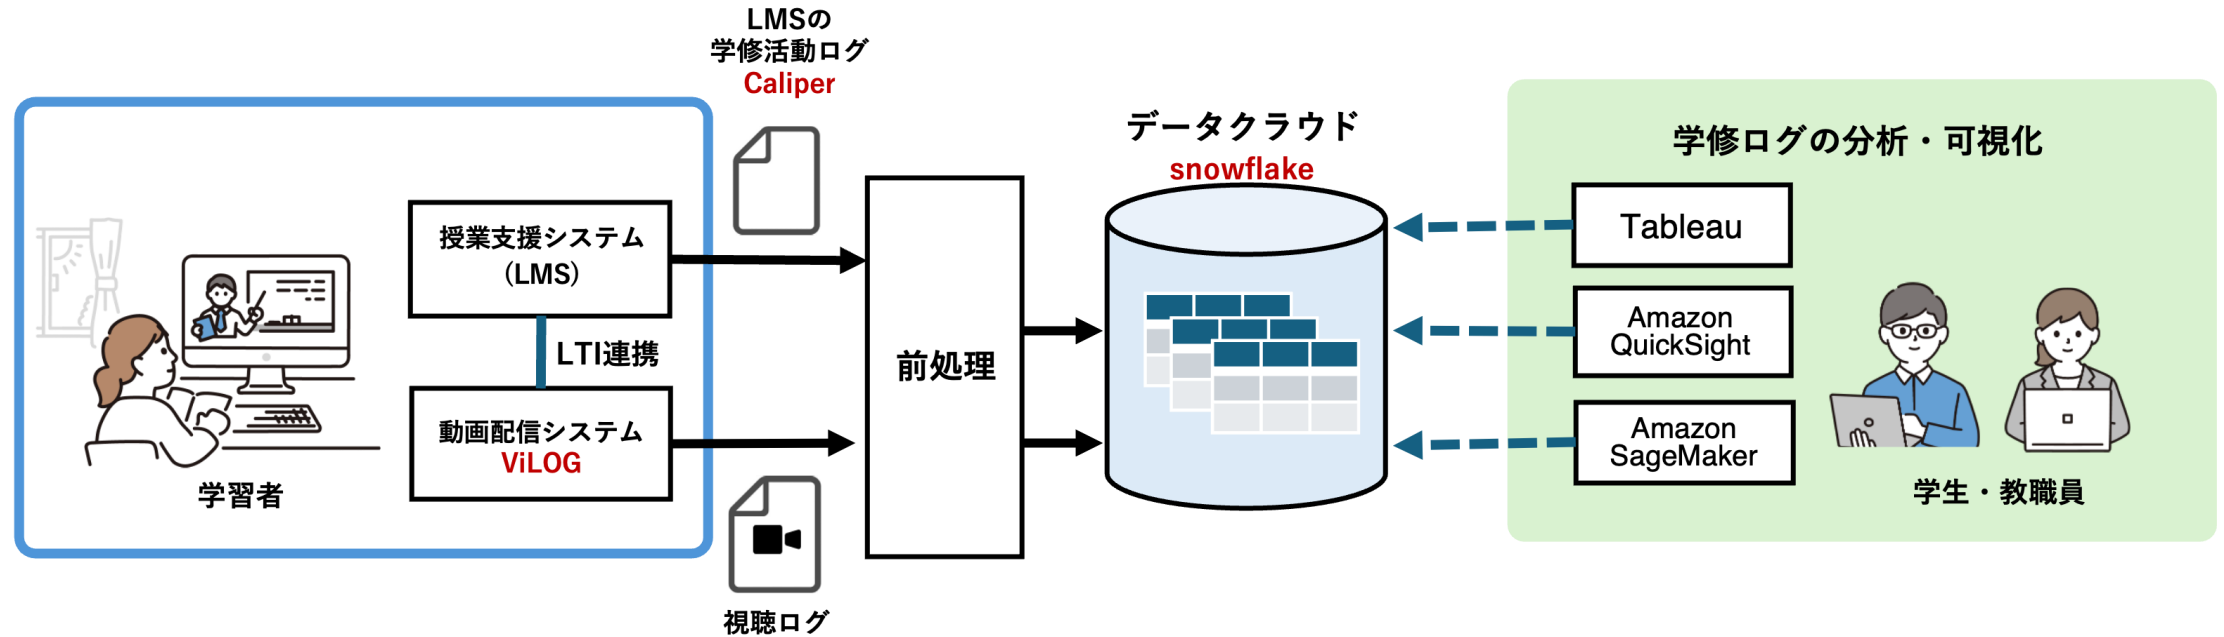 LMSの
学修活動ログ
Caliper
授業支援システム
(LMS)
LTI連携
動画配信システム
ViLOG
学習者
視聴ログ
前処理
データクラウド
snowflake
学修ログの分析・可視化
Tableau
Amazon
QuickSight
Amazon
SageMaker
学生・教職員